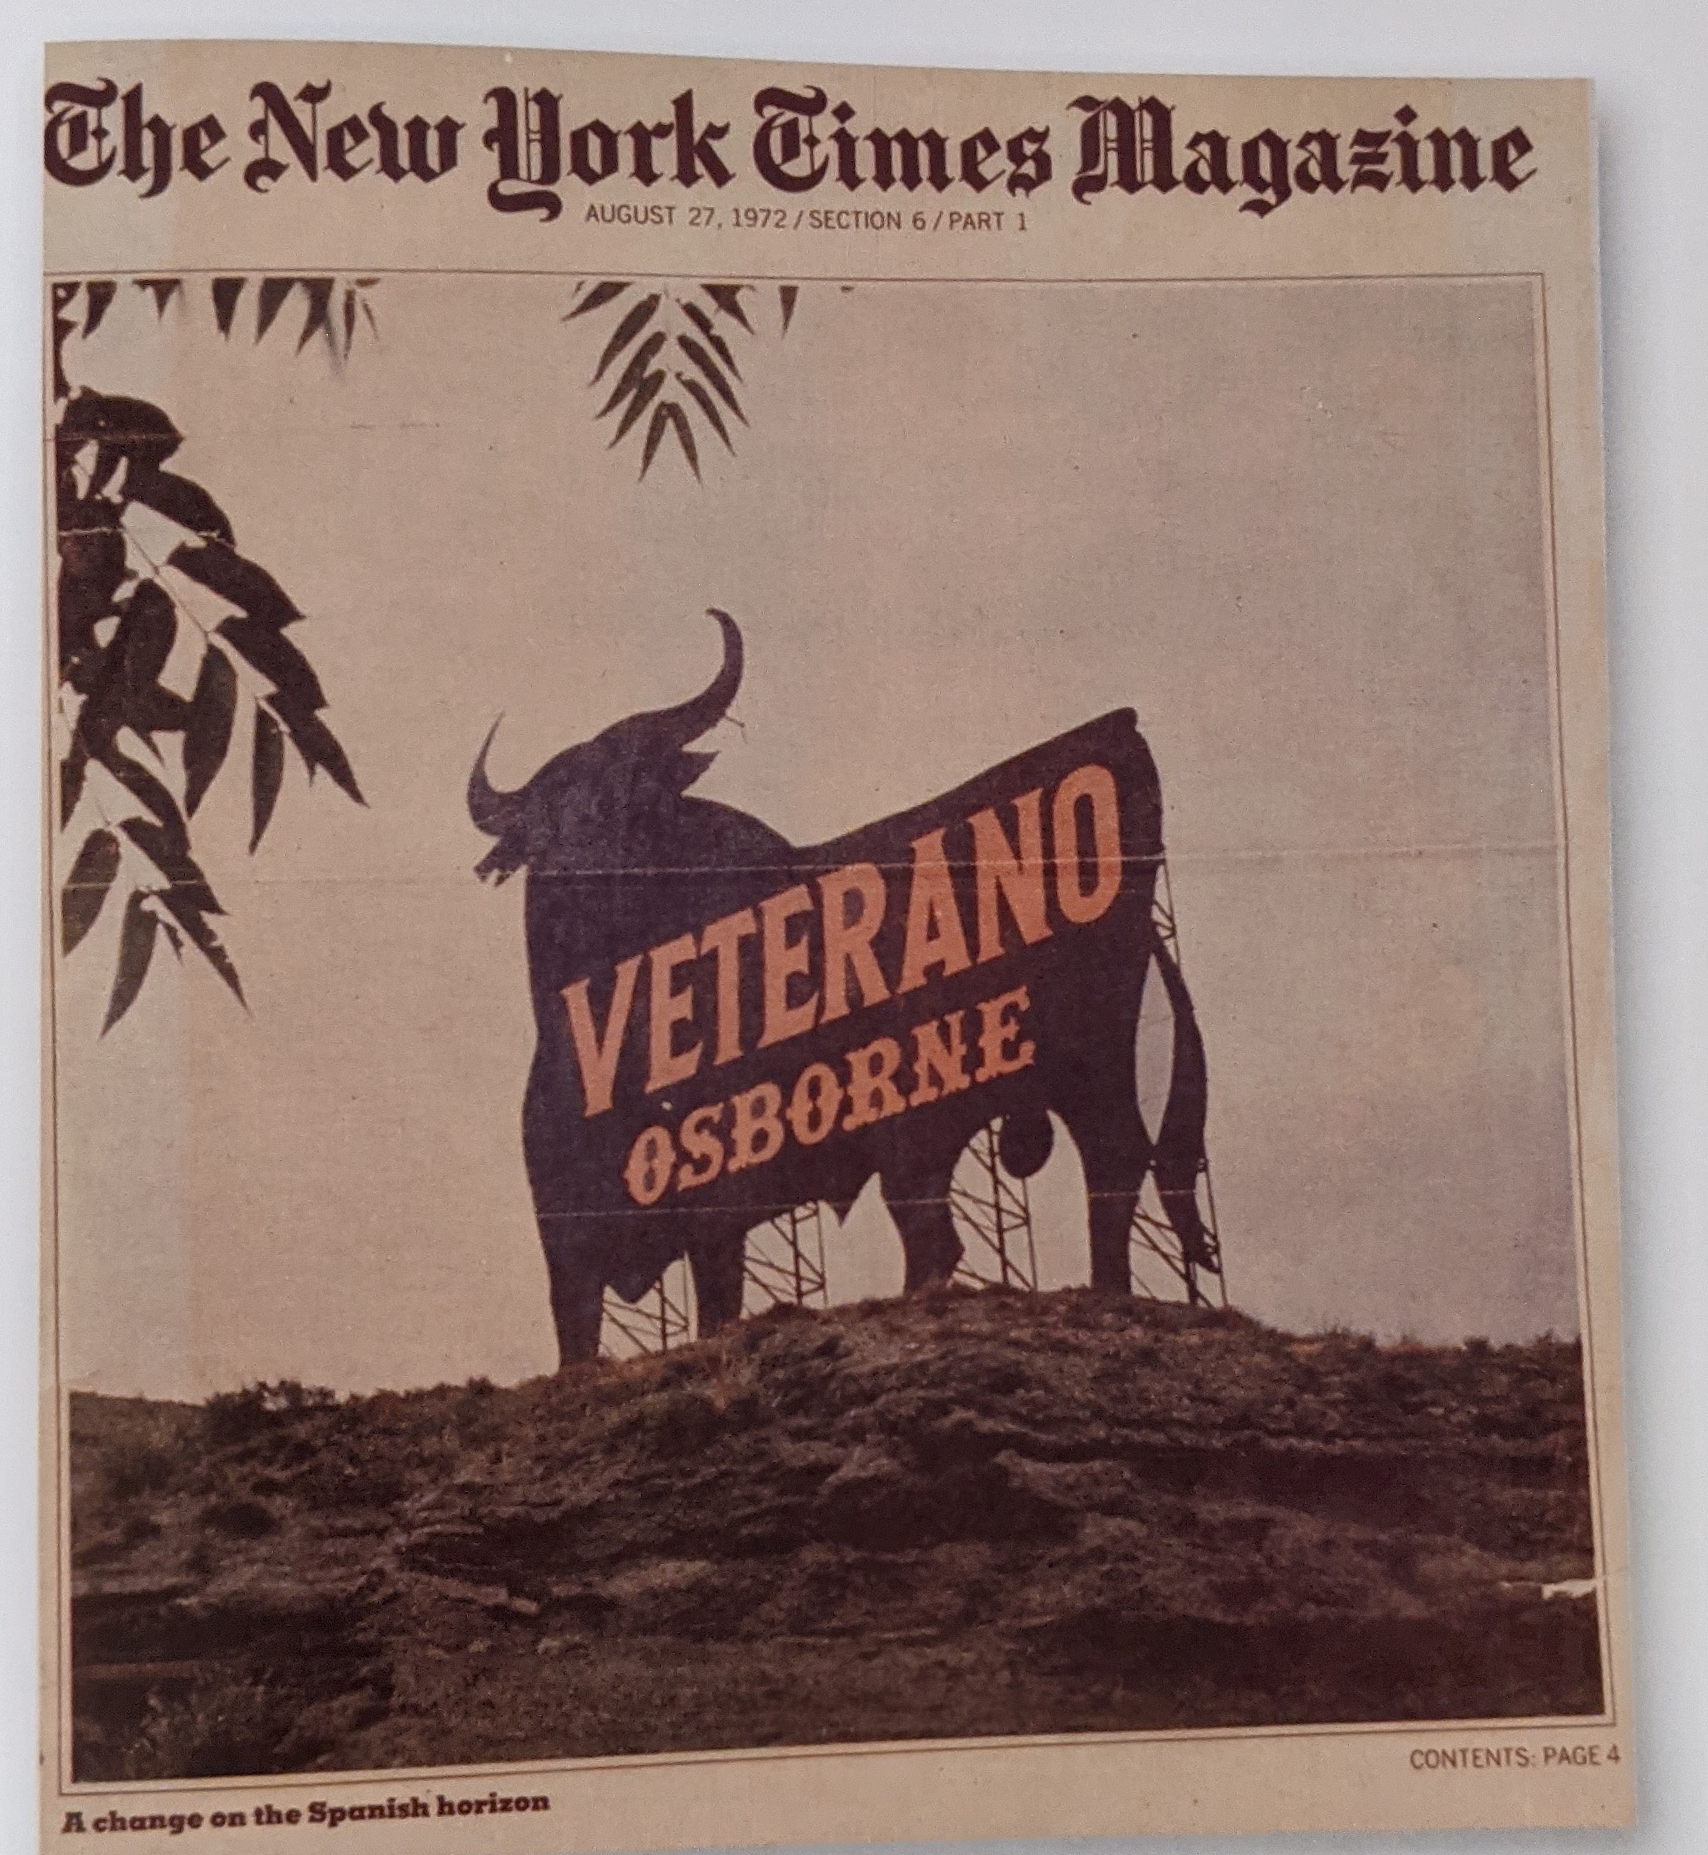 The New York Times Magazine
AUGUST 27, 1972 / SECTION 6 / PART 1
VETERANO
OSBORNE
CONTENTS: PAGE 4
A change on the Spanish horizon